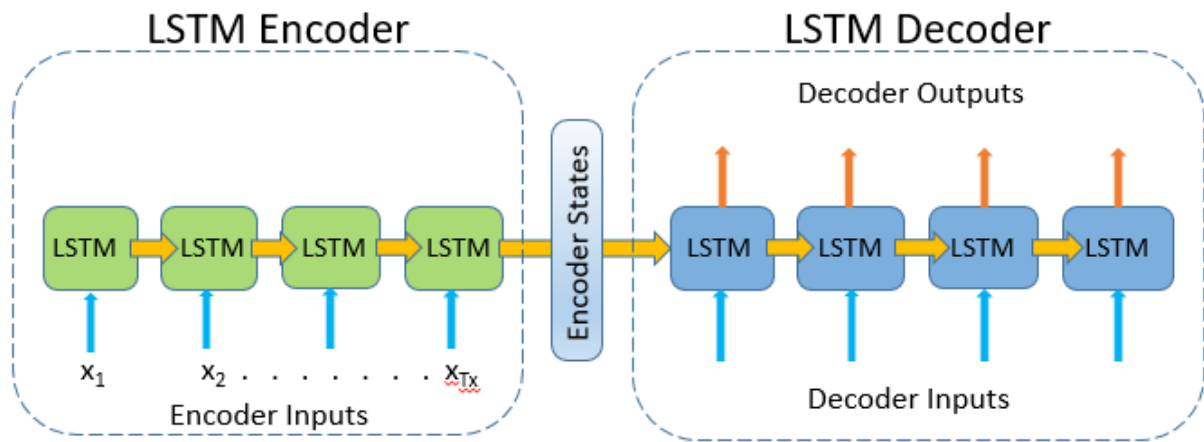 LSTM Encoder
LSTM LSTM LSTM LSTM
x₁ x₂ . . . . . . . x_Tx
Encoder Inputs
Encoder States
LSTM Decoder
Decoder Outputs
LSTM LSTM LSTM LSTM
Decoder Inputs